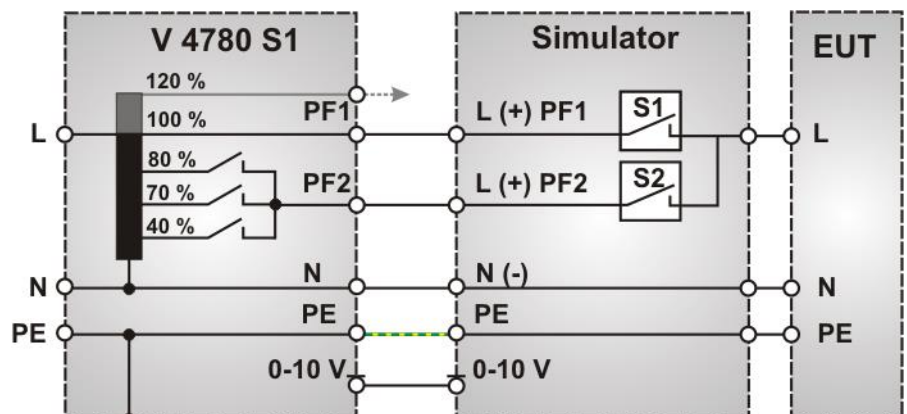 V 4780 S1
Simulator
EUT
120 %
L
100 %
PF1
L (+) PF1
S1
L
80 %
70 %
PF2
L (+) PF2
S2
40 %
N
N
N (-)
N
PE
PE
PE
PE
0-10 V
0-10 V